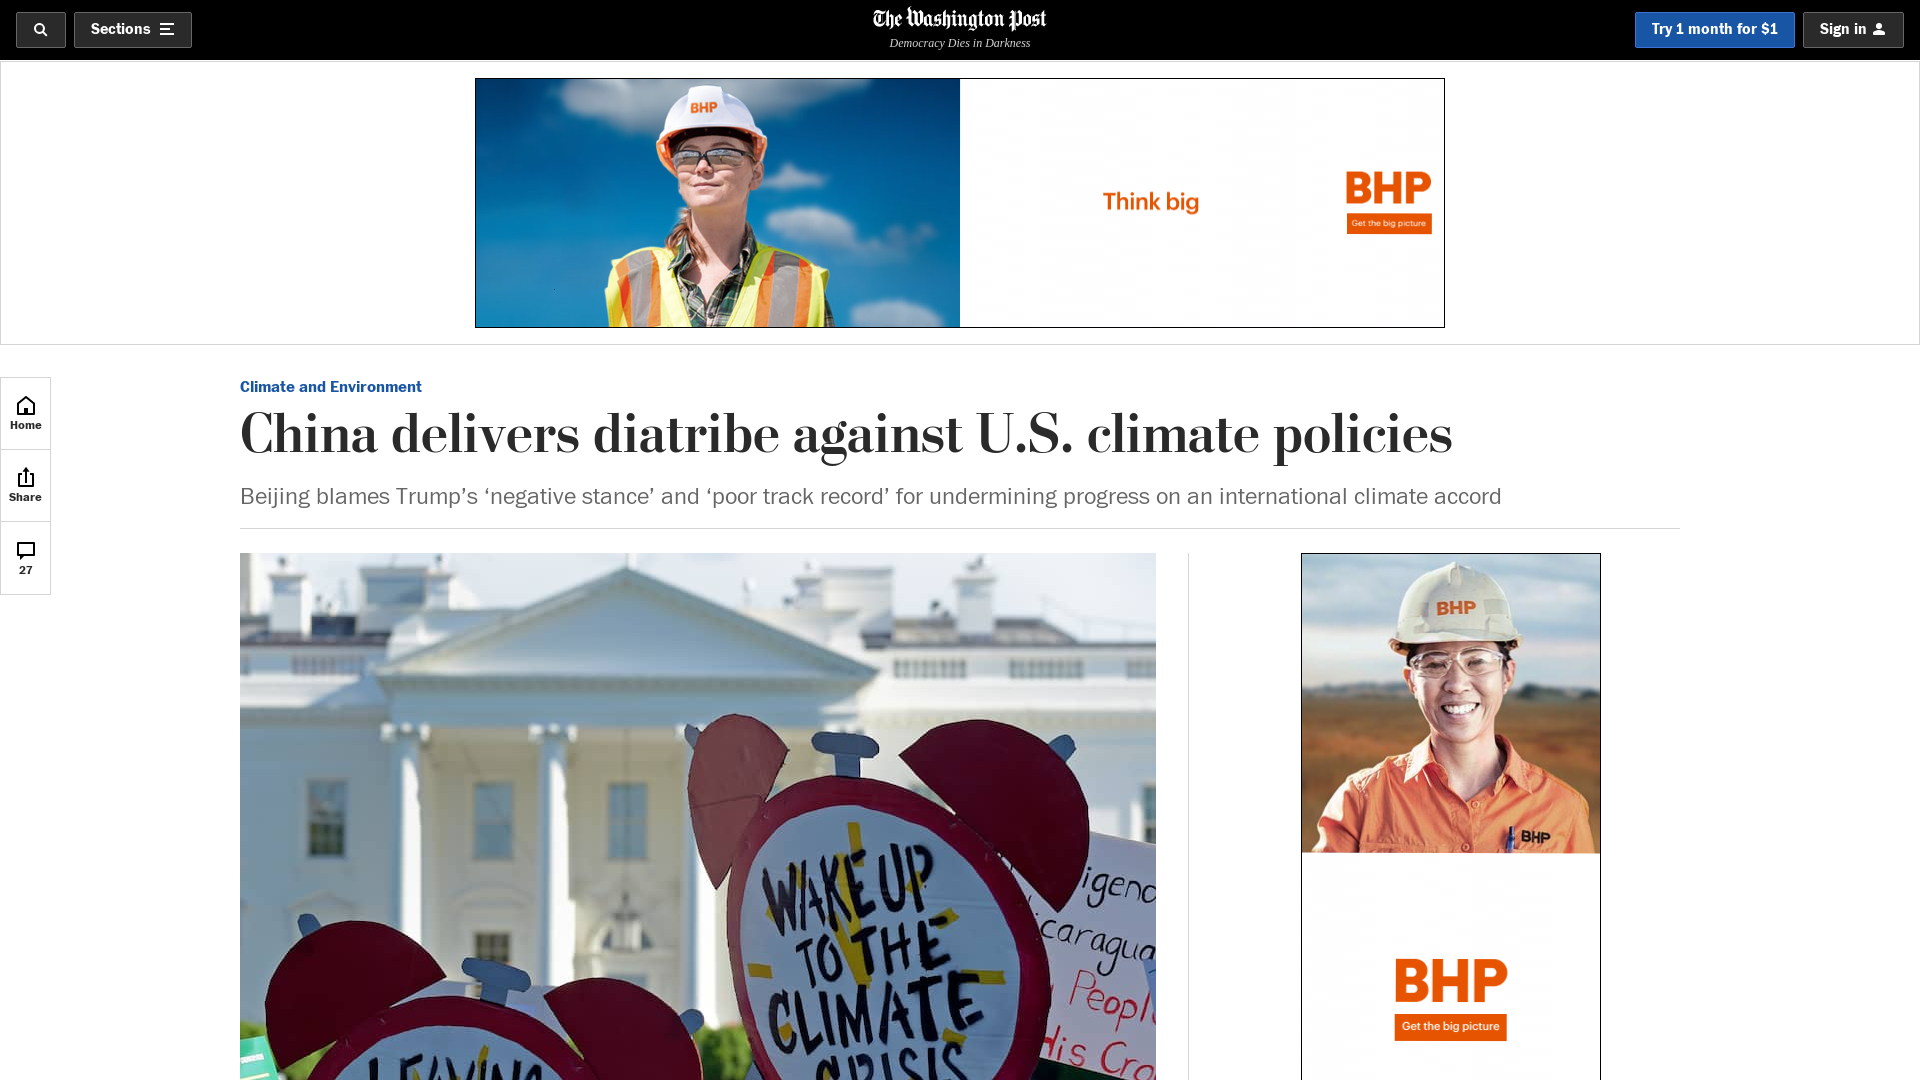 Sections
The Washington Post
Democracy Dies in Darkness
Try 1 month for $1
Sign in
BHP
Think big
BHP
Get the big picture
Climate and Environment
China delivers diatribe against U.S. climate policies
Beijing blames Trump’s ‘negative stance’ and ‘poor track record’ for undermining progress on an international climate accord
Home
Share
27
WAKE UP
TO THE
CLIMATE
CRISIS
LEAVING
People
His
BHP
BHP
BHP
Get the big picture